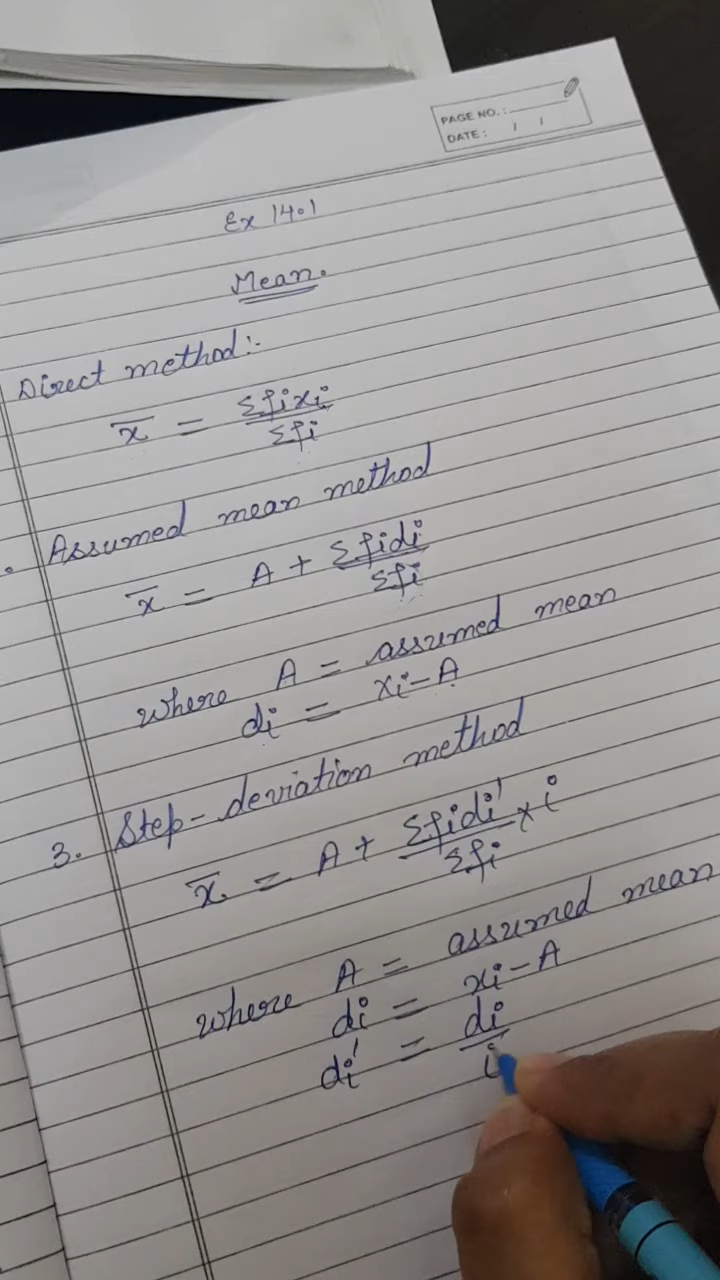 PAGE NO. :
DATE : / /
Ex 14.1
Mean.
Direct method:-
x̄ = Σfixi / Σfi
. Assumed mean method
x̄ = A + Σfidi / Σfi
where A = assumed mean
di = xi - A
3. Step-deviation method
x̄ = A + Σfidi' / Σfi × i
where A = assumed mean
di = xi - A
di' = di / i